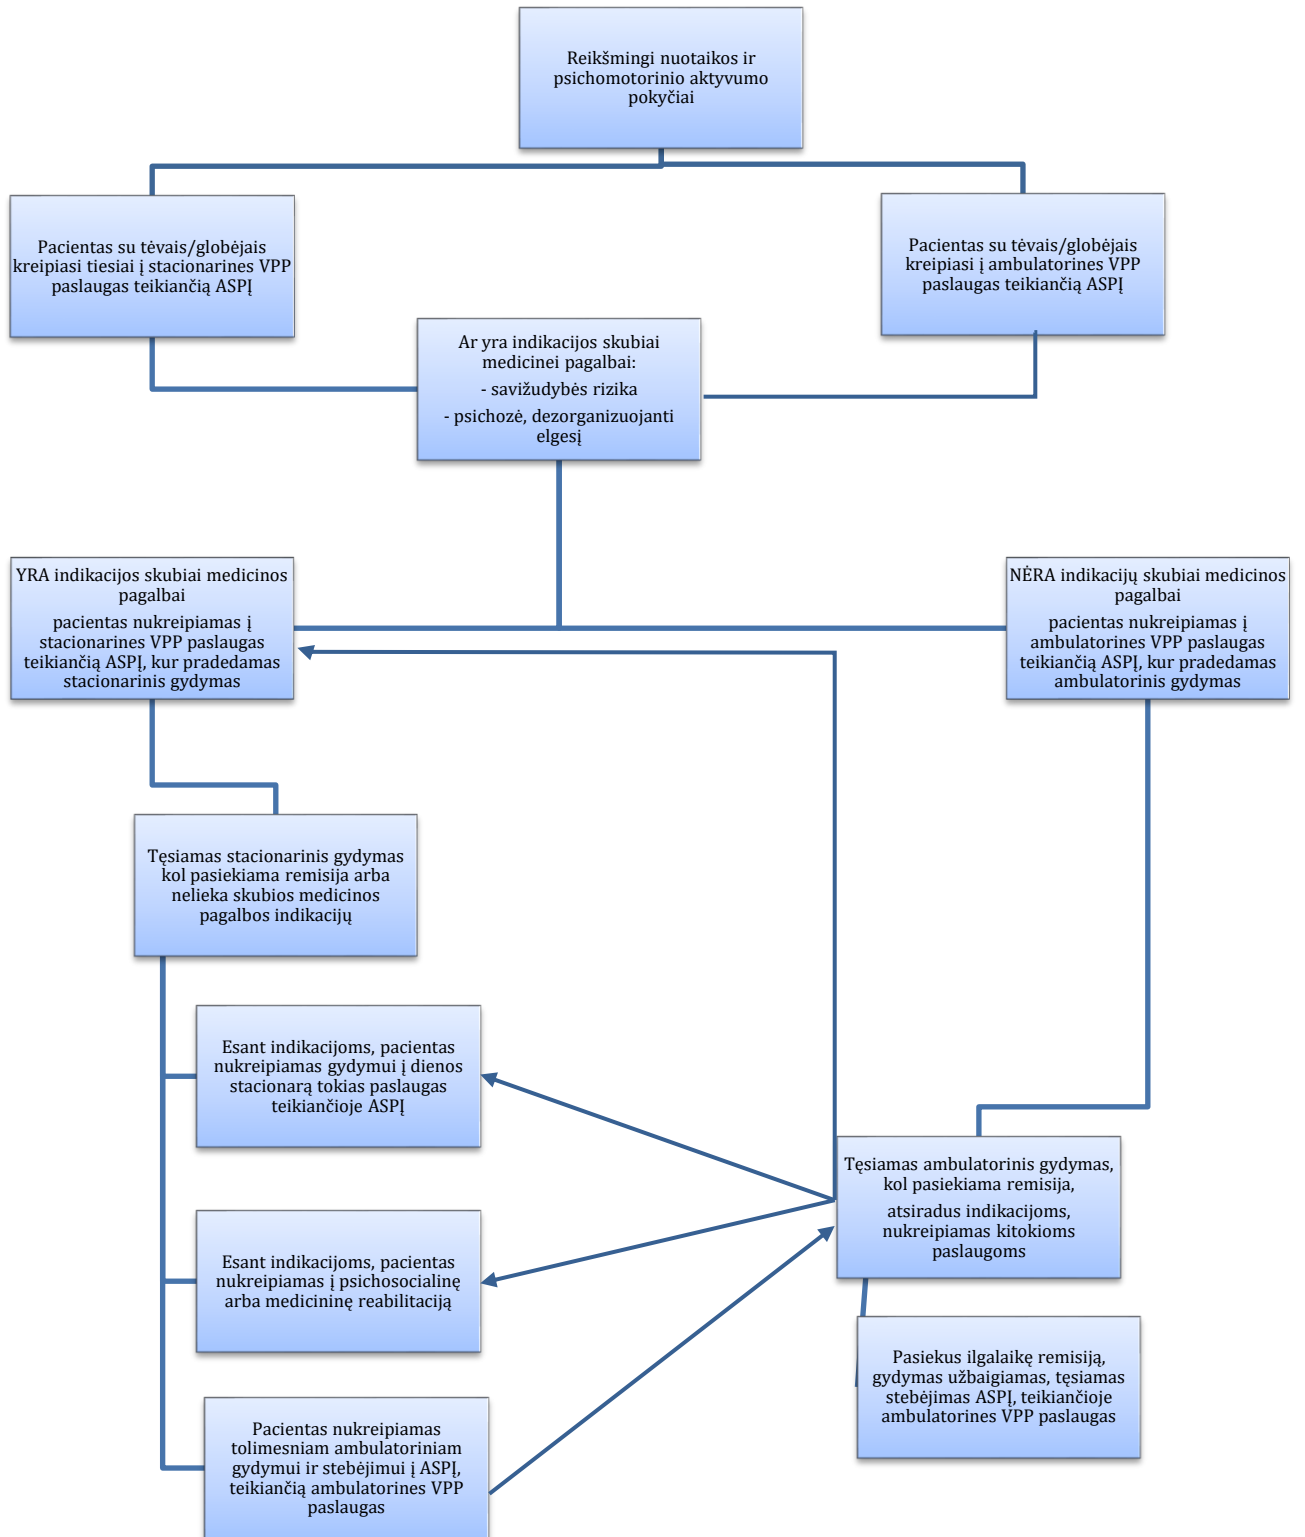 Reikšmingi nuotaikos ir
psichomotorinio aktyvumo
pokyčiai
Pacientas su tėvais/globėjais
kreipiasi tiesiai į stacionarines VPP
paslaugas teikiančią ASPĮ
Pacientas su tėvais/globėjais
kreipiasi į ambulatorines VPP
paslaugas teikiančią ASPĮ
Ar yra indikacijos skubiai
medicinei pagalbai:
- savižudybės rizika
- psichozė, dezorganizuojanti
elgesį
YRA indikacijos skubiai medicinos
pagalbai
pacientas nukreipiamas į
stacionarines VPP paslaugas
teikiančią ASPĮ, kur pradedamas
stacionarinis gydymas
NĖRA indikacijų skubiai medicinos
pagalbai
pacientas nukreipiamas į
ambulatorines VPP paslaugas
teikiančią ASPĮ, kur pradedamas
ambulatorinis gydymas
Tęsiamas stacionarinis gydymas
kol pasiekiama remisija arba
nelieka skubios medicinos
pagalbos indikacijų
Esant indikacijoms, pacientas
nukreipiamas gydymui į dienos
stacionarą tokias paslaugas
teikiančioje ASPĮ
Tęsiamas ambulatorinis gydymas,
kol pasiekiama remisija,
atsiradus indikacijoms,
nukreipiamas kitokioms
paslaugoms
Esant indikacijoms, pacientas
nukreipiamas į psichosocialinę
arba medicininę reabilitaciją
Pasiekus ilgalaikę remisiją,
gydymas užbaigiamas, tęsiamas
stebėjimas ASPĮ, teikiančioje
ambulatorines VPP paslaugas
Pacientas nukreipiamas
tolimesniam ambulatoriniam
gydymui ir stebėjimui į ASPĮ,
teikiančią ambulatorines VPP
paslaugas